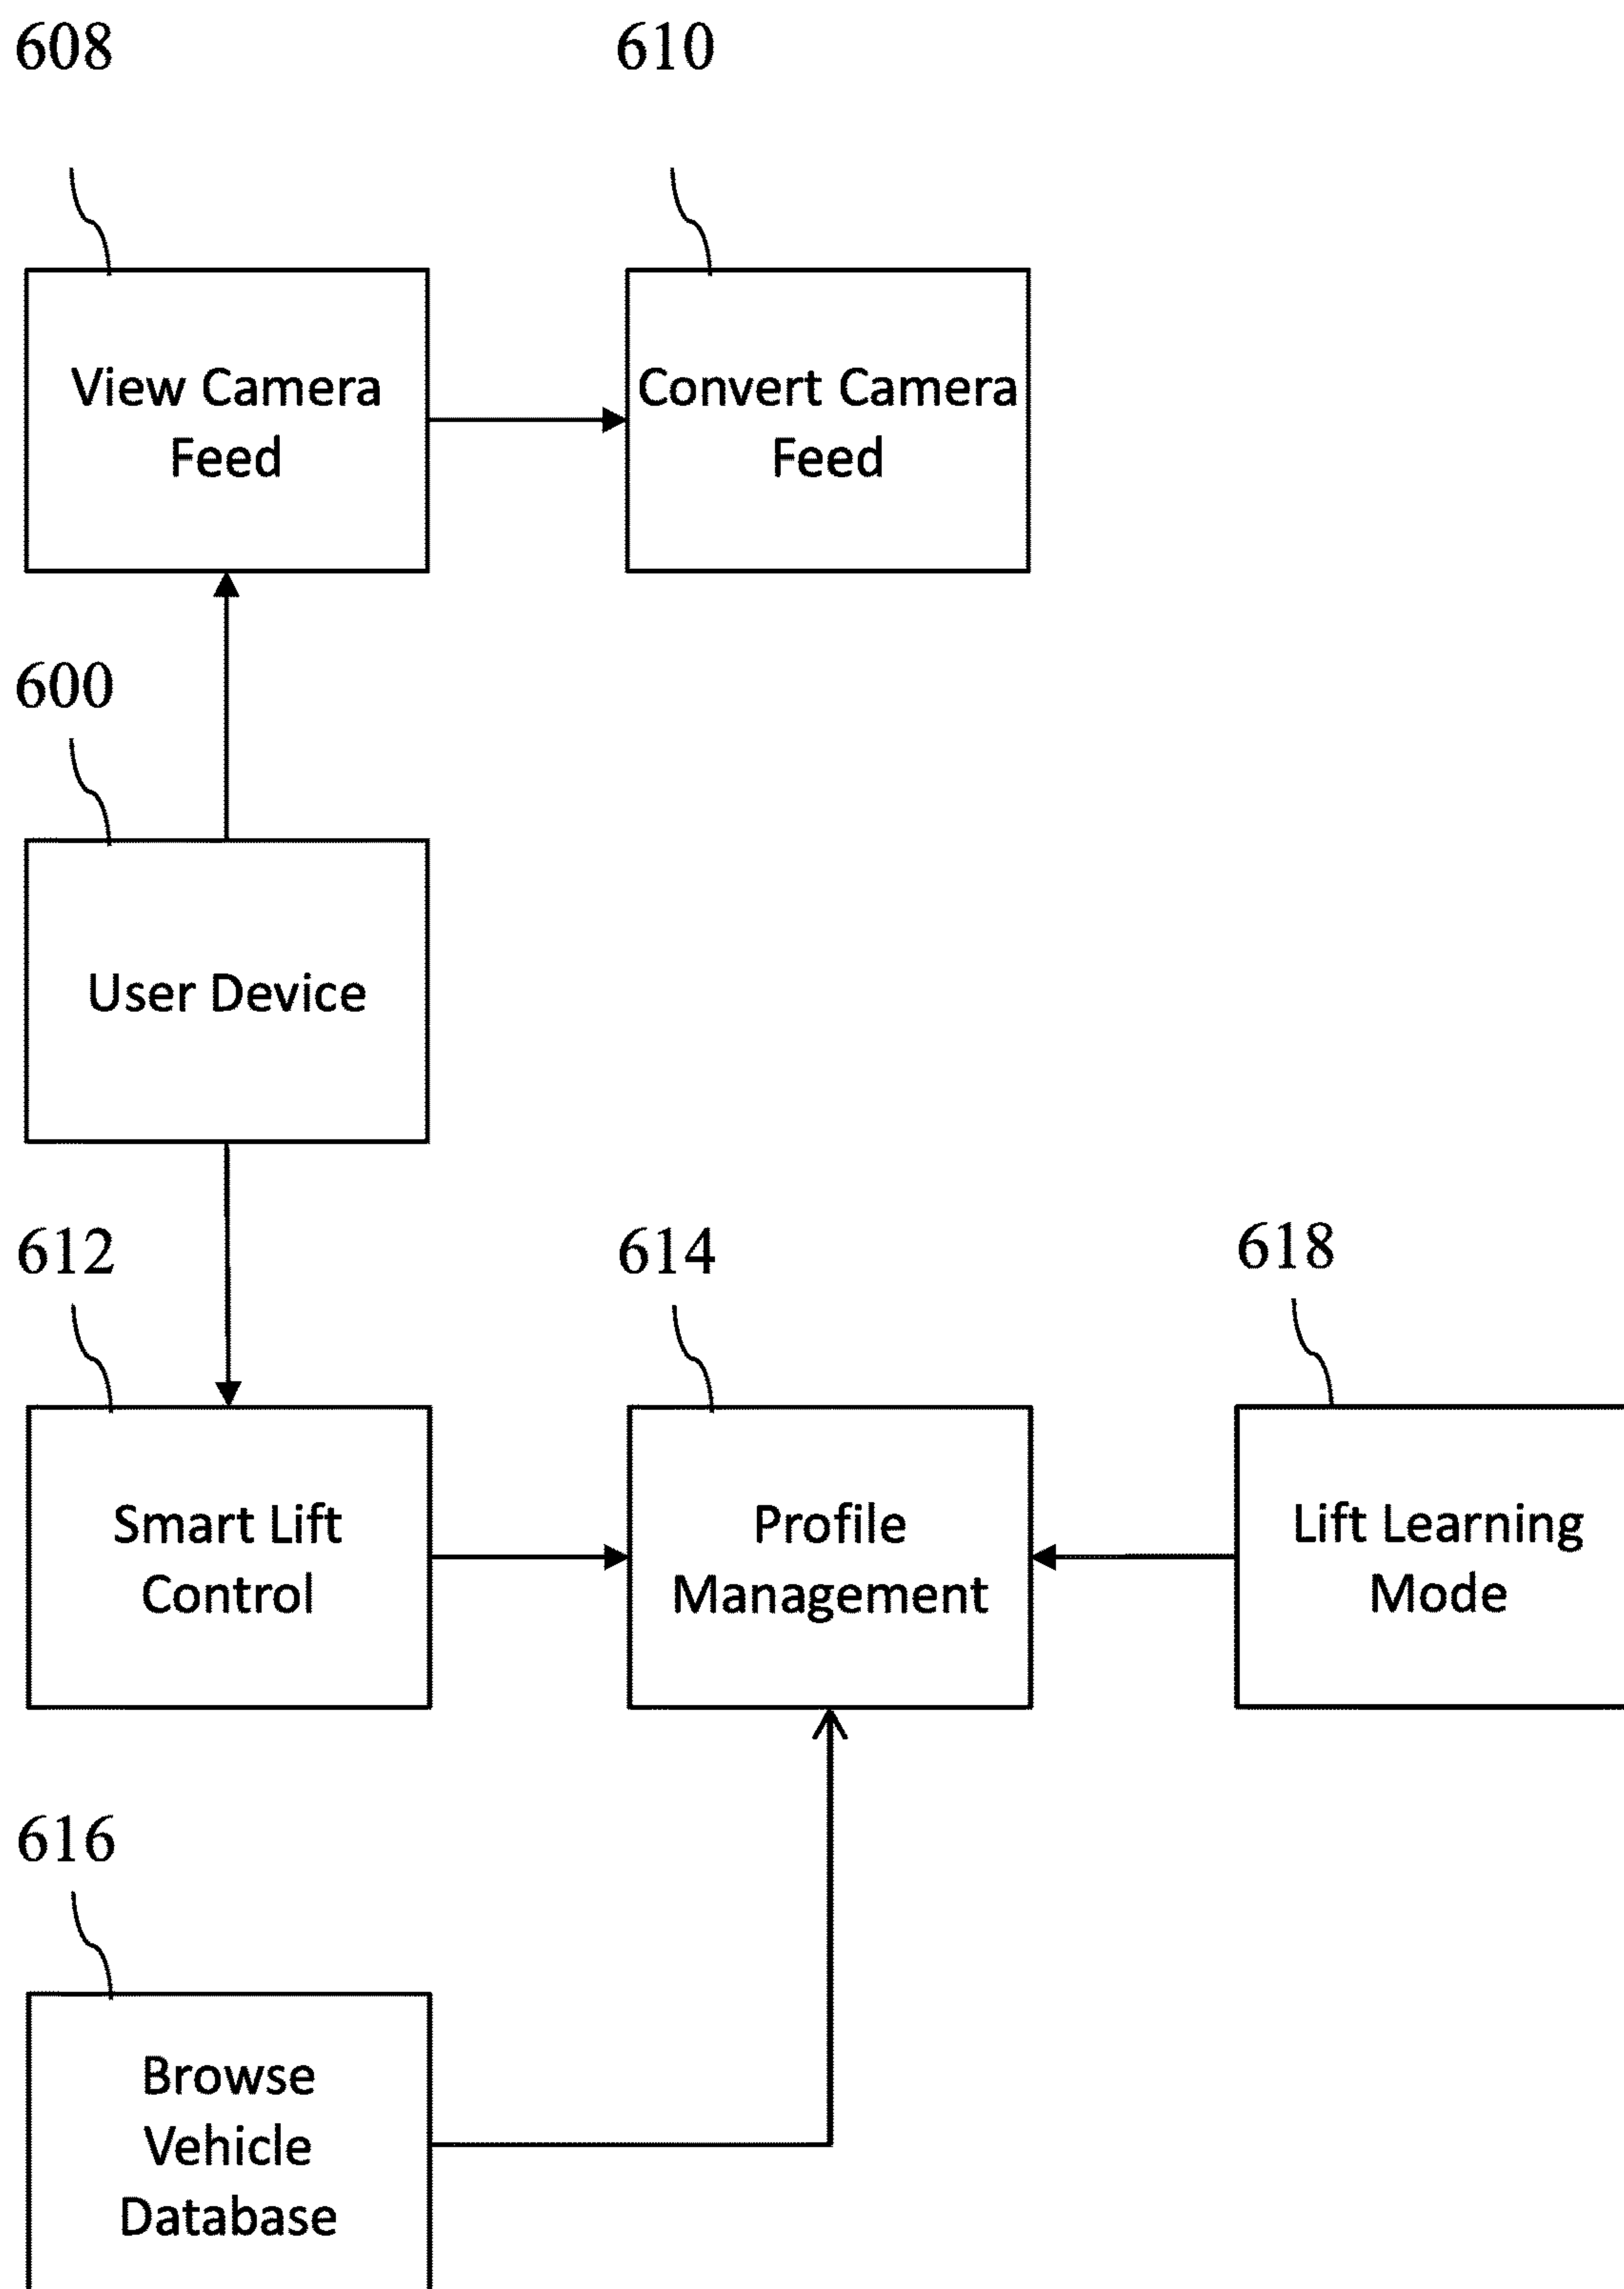 608
610
View Camera
Feed
Convert Camera
Feed
600
User Device
612
614
618
Smart Lift
Control
Profile
Management
Lift Learning
Mode
616
Browse
Vehicle
Database